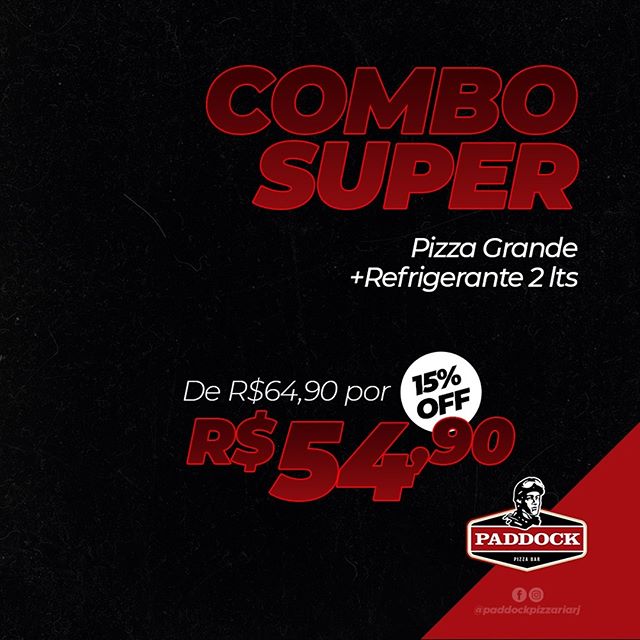 COMBO
SUPER
Pizza Grande
+Refrigerante 2 lts
De R$64,90 por
15%
OFF
R$54,90
PADDOCK
PIZZA BAR
@paddockpizzariarj